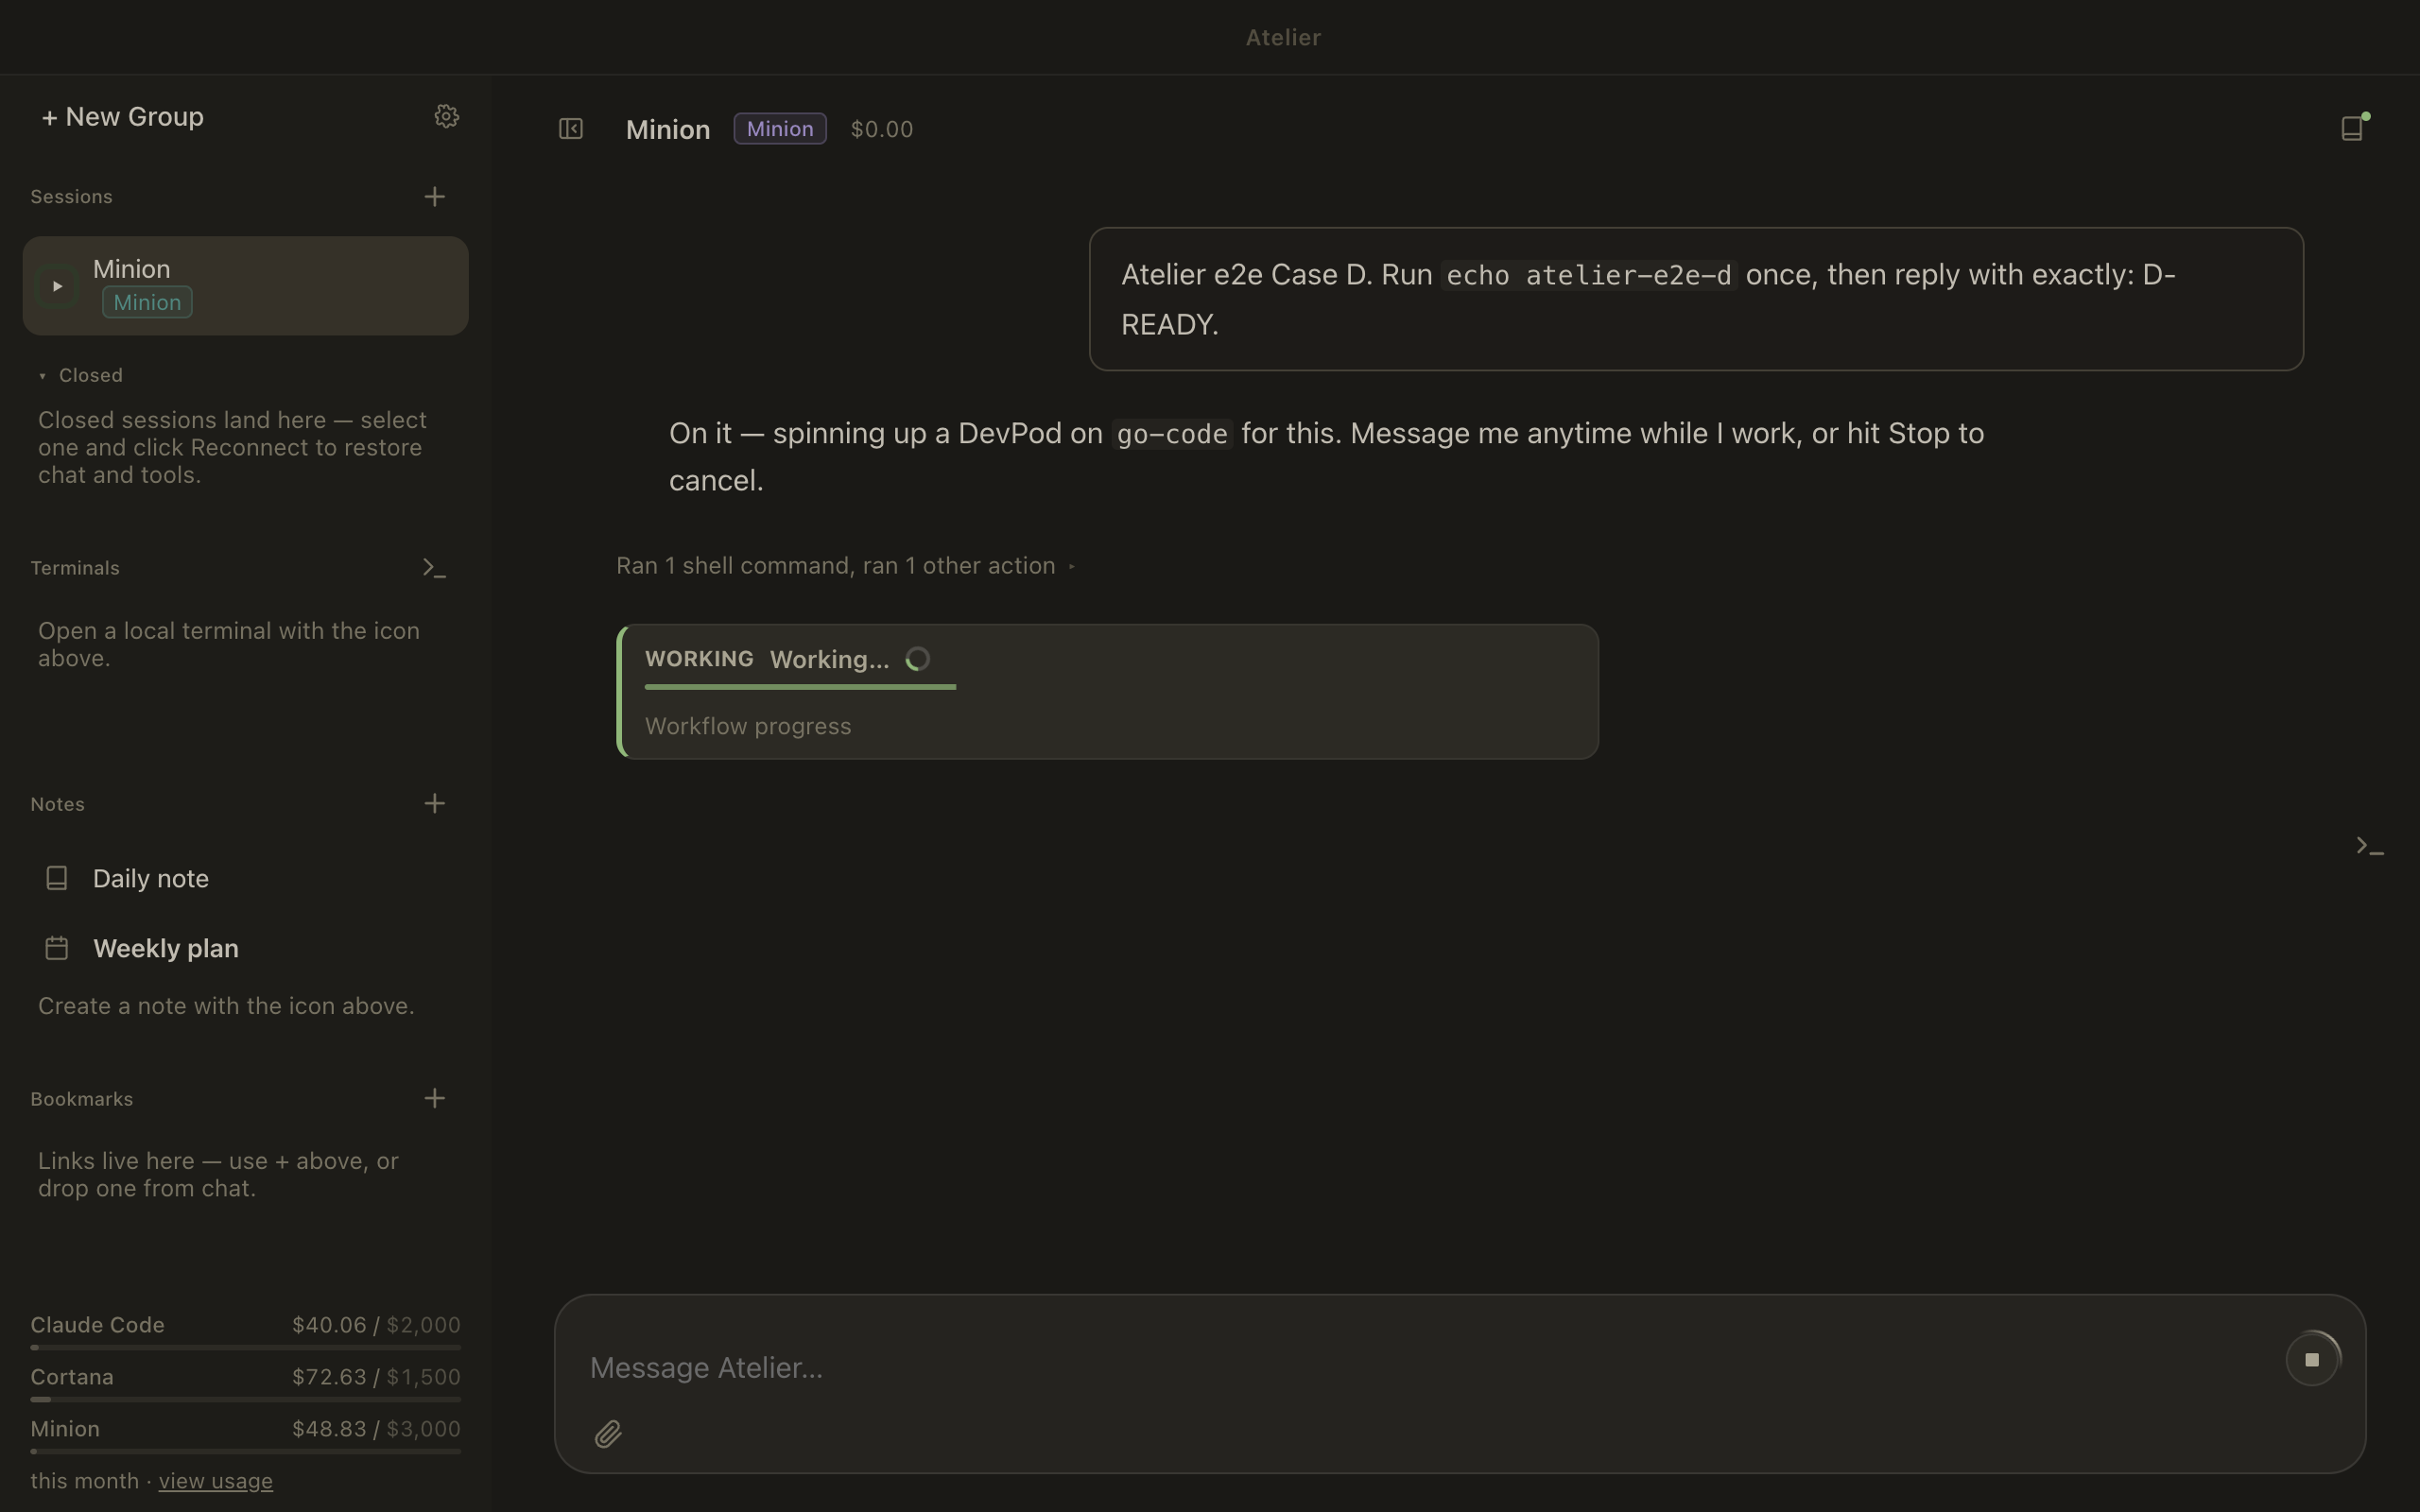 Atelier
+ New Group
Sessions
Minion
Minion
Closed
Closed sessions land here — select
one and click Reconnect to restore
chat and tools.
Terminals
Open a local terminal with the icon
above.
Notes
Daily note
Weekly plan
Create a note with the icon above.
Bookmarks
Links live here — use + above, or
drop one from chat.
Claude Code $40.06 / $2,000
Cortana $72.63 / $1,500
Minion $48.83 / $3,000
this month · view usage
Minion Minion $0.00
Atelier e2e Case D. Run echo atelier-e2e-d once, then reply with exactly: D-
READY.
On it — spinning up a DevPod on go-code for this. Message me anytime while I work, or hit Stop to
cancel.
Ran 1 shell command, ran 1 other action
WORKING Working...
Workflow progress
Message Atelier...